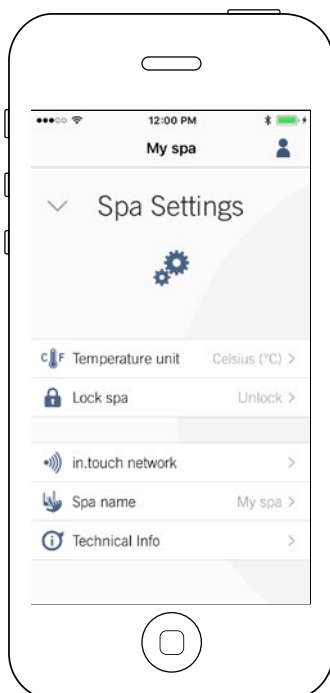 12:00 PM
My spa
Spa Settings
C F Temperature unit Celsius (°C) >
Lock spa Unlock >
in.touch network >
Spa name My spa >
Technical Info >